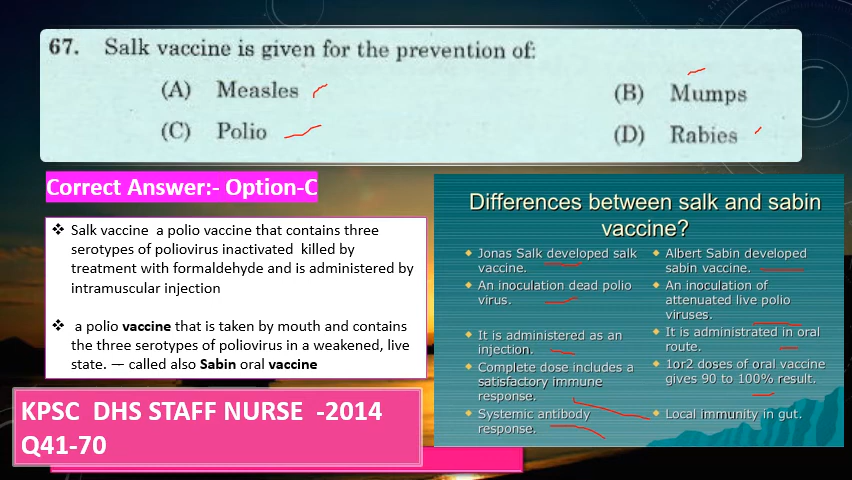 67. Salk vaccine is given for the prevention of:
(A) Measles
(B) Mumps
(C) Polio
(D) Rabies
Correct Answer:- Option-C
Salk vaccine a polio vaccine that contains three
serotypes of poliovirus inactivated killed by
treatment with formaldehyde and is administered by
intramuscular injection
a polio vaccine that is taken by mouth and contains
the three serotypes of poliovirus in a weakened, live
state. — called also Sabin oral vaccine
KPSC DHS STAFF NURSE -2014
Q41-70
Differences between salk and sabin
vaccine?
Jonas Salk developed salk
vaccine.
An inoculation dead polio
virus.
It is administered as an
injection.
Complete dose includes a
satisfactory immune
response.
Systemic antibody
response.
Albert Sabin developed
sabin vaccine.
An inoculation of
attenuated live polio
viruses.
It is administrated in oral
route.
1or2 doses of oral vaccine
gives 90 to 100% result.
Local immunity in gut.